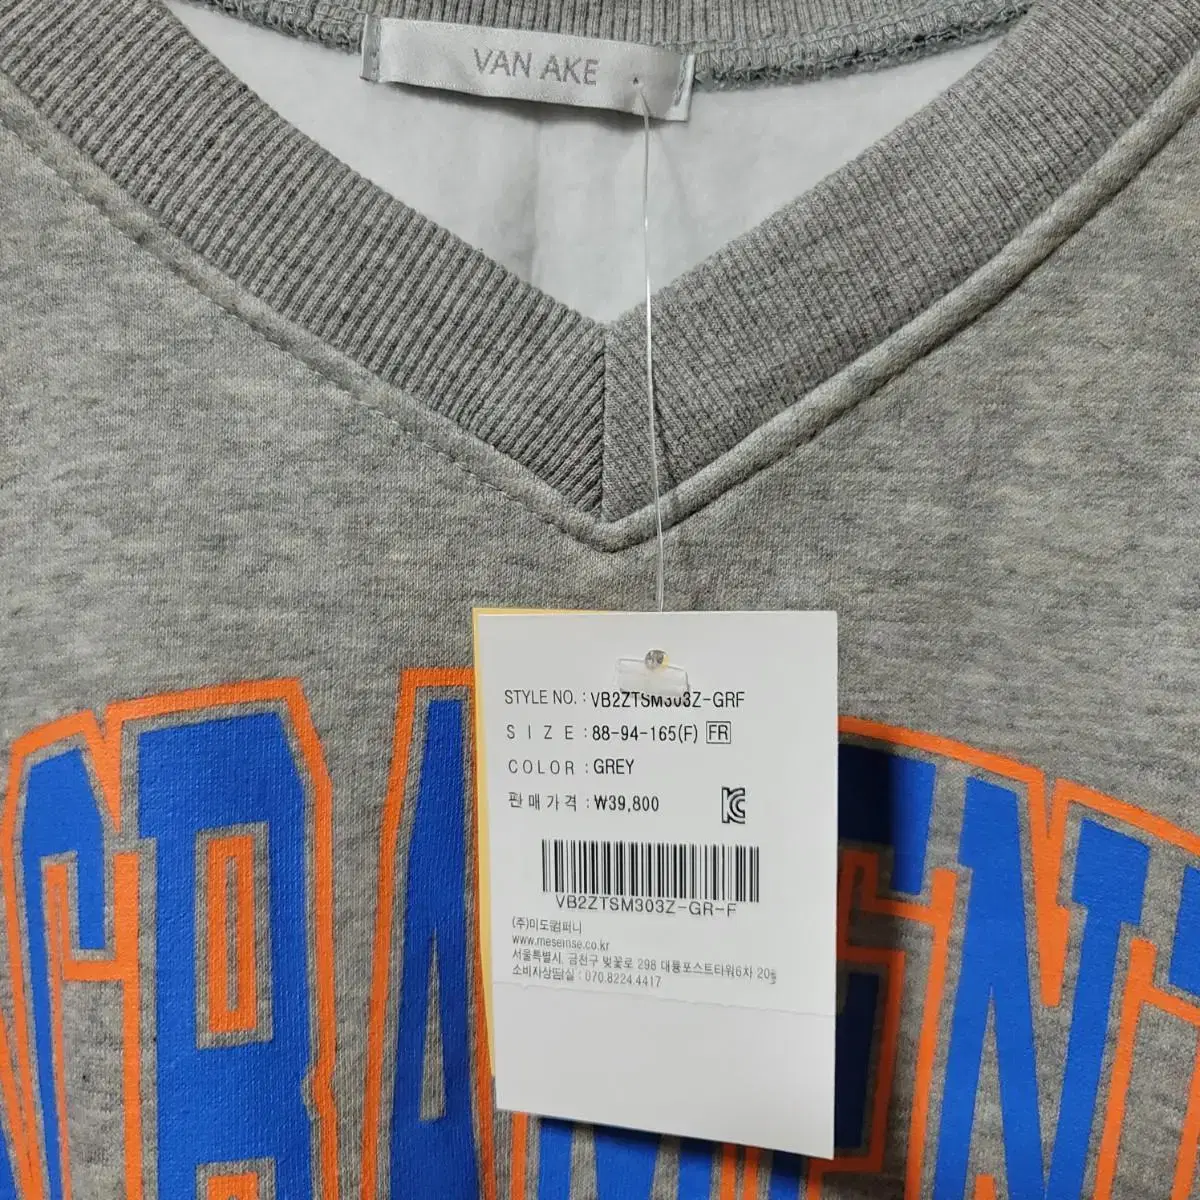 VAN AKE
STYLE NO. : VB2ZTSM303Z-GRF
SIZE : 88-94-165(F) FR
COLOR : GREY
판매가격 : ₩39,800
VB2ZTSM303Z-GR-F
(주)미도컴퍼니
www.meseinse.co.kr
서울특별시, 금천구 벚꽃로 298 대륭포스트타워6차 20층
소비자상담실 : 070.8224.4417